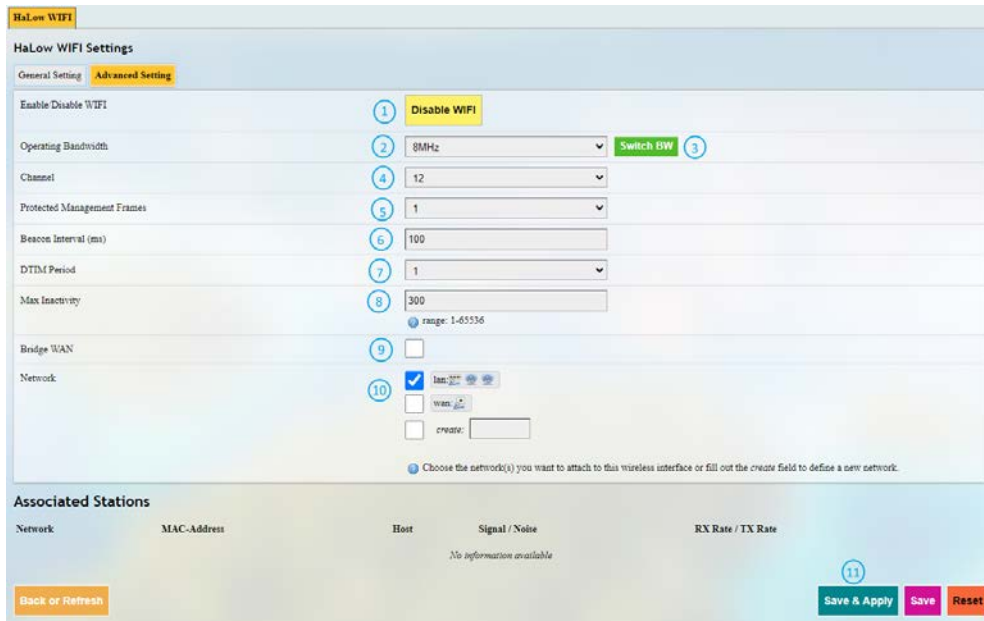 HaLow WIFI
HaLow WIFI Settings
General Setting Advanced Setting
Enable/Disable WIFI 1 Disable WIFI
Operating Bandwidth 2 8MHz Switch BW 3
Channel 4 12
Protected Management Frames 5 1
Beacon Interval (ms) 6 100
DTIM Period 7 1
Max Inactivity 8 300
range: 1-65536
Bridge WAN 9
Network 10 lan:
wan:
create:
Choose the network(s) you want to attach to this wireless interface or fill out the create field to define a new network.
Associated Stations
Network MAC-Address Host Signal / Noise RX Rate / TX Rate
No information available
11
Back or Refresh Save & Apply Save Reset